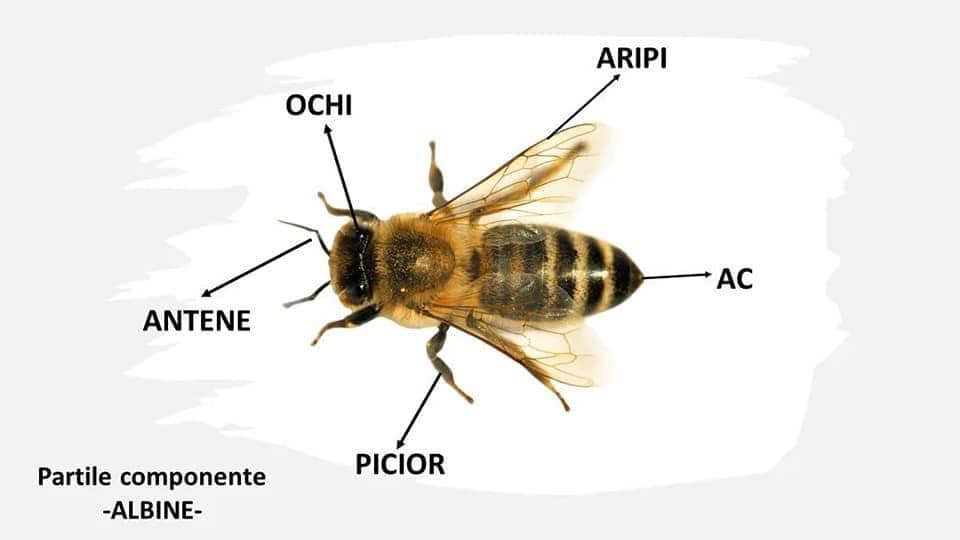 ARIPI
OCHI
AC
ANTENE
PICIOR
Partile componente
-ALBINE-